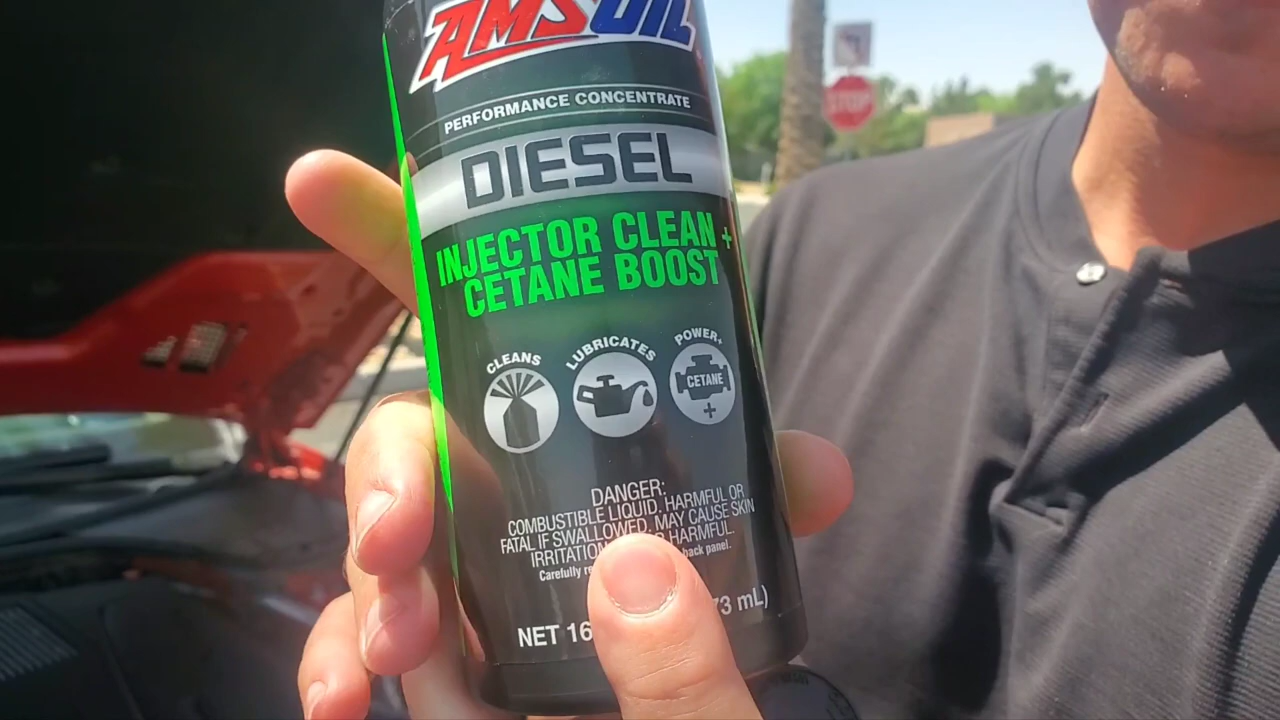 AMSOIL
PERFORMANCE CONCENTRATE
DIESEL
INJECTOR CLEAN +
CETANE BOOST
CLEANS
LUBRICATES
POWER+
CETANE
+
DANGER:
COMBUSTIBLE LIQUID. HARMFUL OR
FATAL IF SWALLOWED. MAY CAUSE SKIN
IRRITATION HARMFUL.
Carefully back panel.
NET 16 73 mL)
STOP